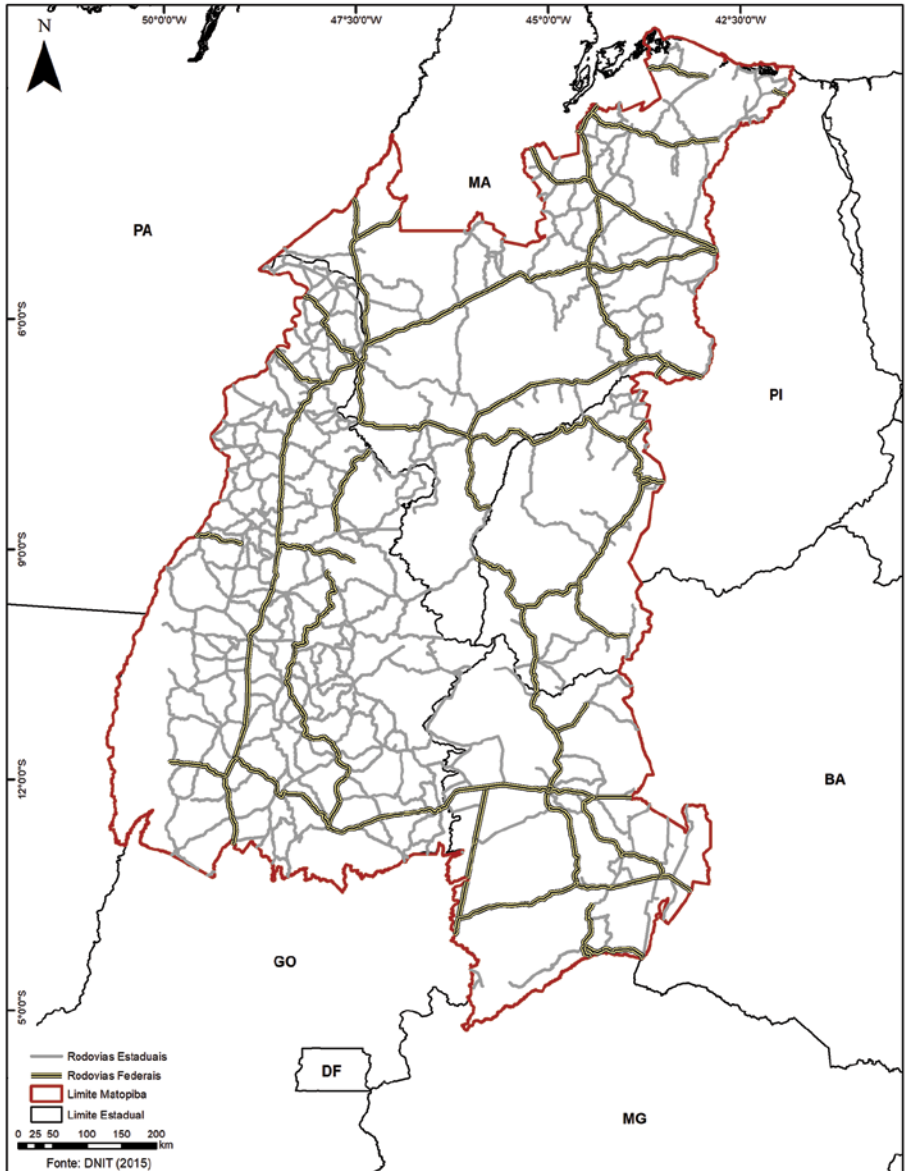 50°0'0"W 47°30'0"W 45°0'0"W 42°30'0"W
N
MA
PA
6°0'0"S
PI
9°0'0"S
12°0'0"S
BA
GO
5°0'0"S
Rodovias Estaduais
Rodovias Federais
DF
Limite Matopiba
Limite Estadual
MG
0 25 50 100 150 200
km
Fonte: DNIT (2015)